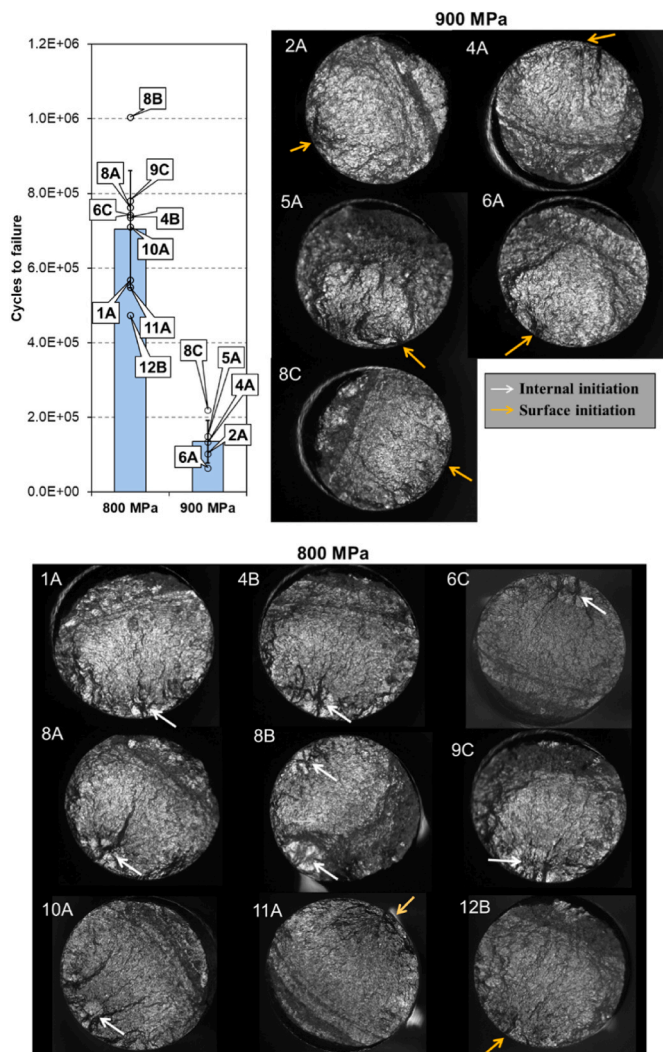 900 MPa
1.2E+06
1.0E+06
8.0E+05
6.0E+05
4.0E+05
2.0E+05
0.0E+00
Cycles to failure
8B
8A
9C
6C
4B
10A
1A
11A
12B
8C
5A
4A
2A
6A
800 MPa
900 MPa
2A
4A
5A
6A
8C
Internal initiation
Surface initiation
800 MPa
1A
4B
6C
8A
8B
9C
10A
11A
12B